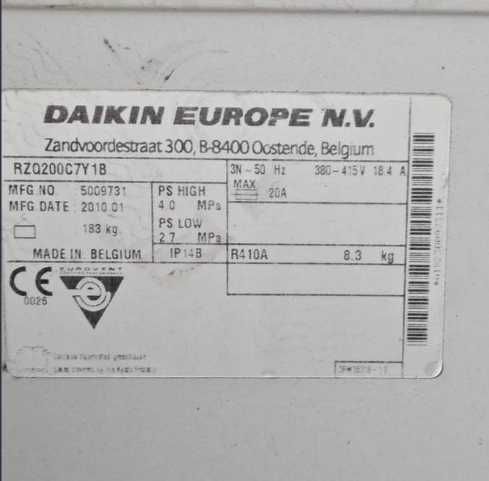 DAIKIN EUROPE N.V.
Zandvoordestraat 300, B-8400 Oostende, Belgium
RZQ200C7Y1B
3N ~ 50 Hz 380-415V 18.4 A
MAX 20A
MFG.NO. 5009731
MFG.DATE 2010.01
183 kg
PS HIGH
4.0 MPa
PS LOW
2.7 MPa
MADE IN BELGIUM
IP14B
R410A 8.3 kg
CE
0025
EUROVENT